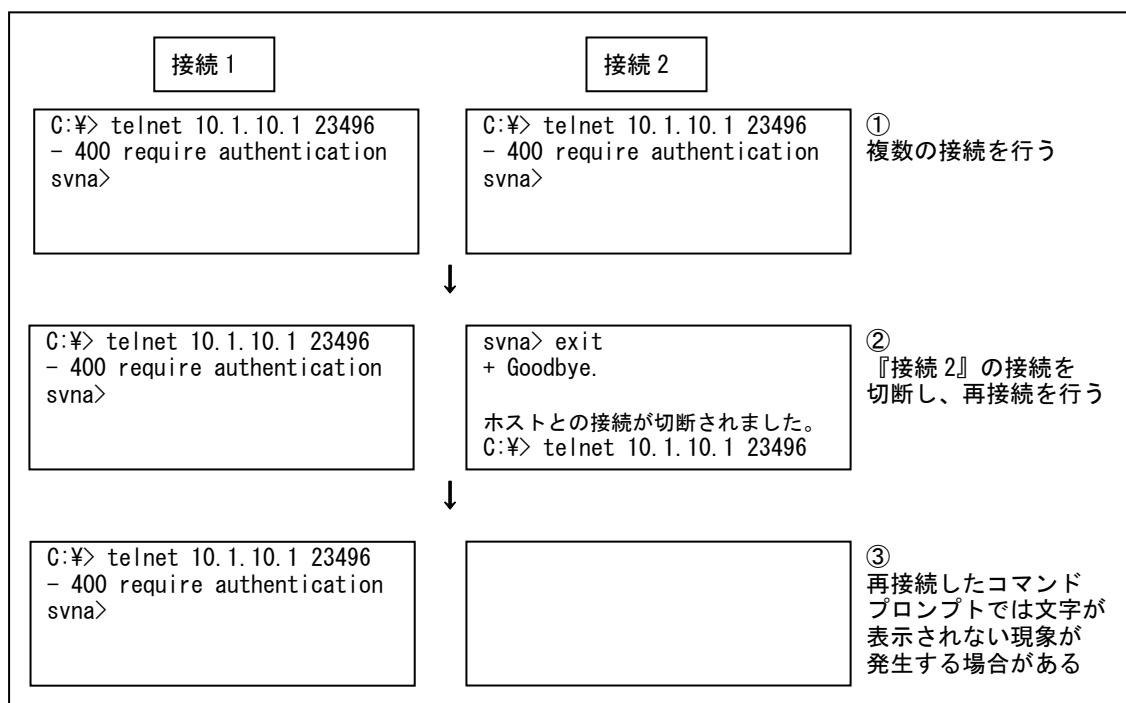 接続 1
接続 2
C:¥> telnet 10.1.10.1 23496
- 400 require authentication
svna>
C:¥> telnet 10.1.10.1 23496
- 400 require authentication
svna>
①
複数の接続を行う
↓
C:¥> telnet 10.1.10.1 23496
- 400 require authentication
svna>
svna> exit
+ Goodbye.
ホストとの接続が切断されました。
C:¥> telnet 10.1.10.1 23496
②
『接続 2』の接続を
切断し、再接続を行う
↓
C:¥> telnet 10.1.10.1 23496
- 400 require authentication
svna>
③
再接続したコマンド
プロンプトでは文字が
表示されない現象が
発生する場合がある